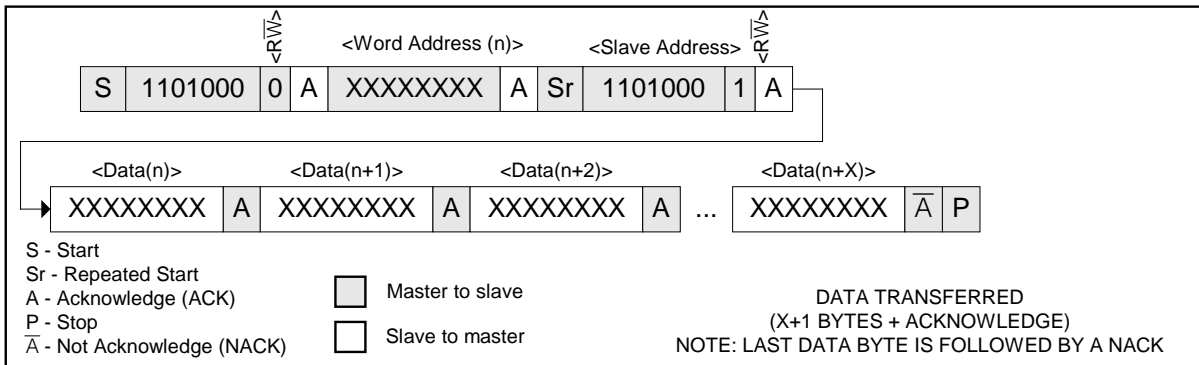 <RW̅>
<Word Address (n)>
<Slave Address>
<RW̅>
S 1101000 0 A XXXXXXXX A Sr 1101000 1 A
<Data(n)> <Data(n+1)> <Data(n+2)> <Data(n+X)>
XXXXXXXX A XXXXXXXX A XXXXXXXX A ... XXXXXXXX A̅ P
S - Start
Sr - Repeated Start
A - Acknowledge (ACK)
P - Stop
A̅ - Not Acknowledge (NACK)
Master to slave
Slave to master
DATA TRANSFERRED
(X+1 BYTES + ACKNOWLEDGE)
NOTE: LAST DATA BYTE IS FOLLOWED BY A NACK